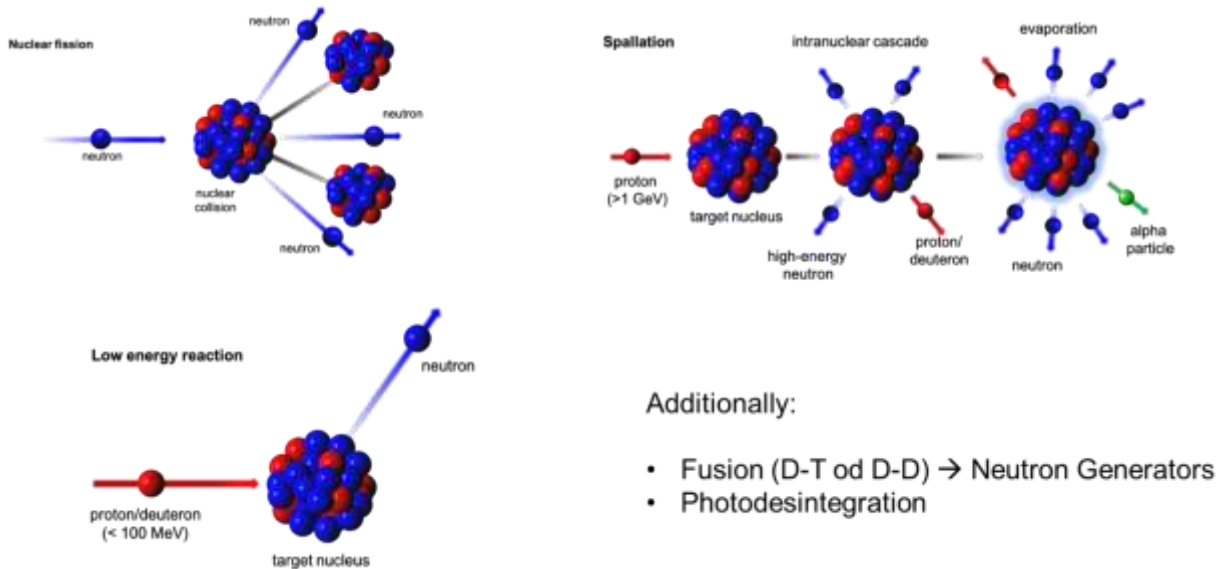 Nuclear fission
neutron
neutron
neutron
nuclear
collision
neutron
Spallation
intranuclear cascade
evaporation
proton
(>1 GeV)
target nucleus
high-energy
neutron
proton/
deuteron
neutron
alpha
particle
Low energy reaction
neutron
proton/deuteron
(< 100 MeV)
target nucleus
Additionally:
• Fusion (D-T od D-D) → Neutron Generators
• Photodesintegration